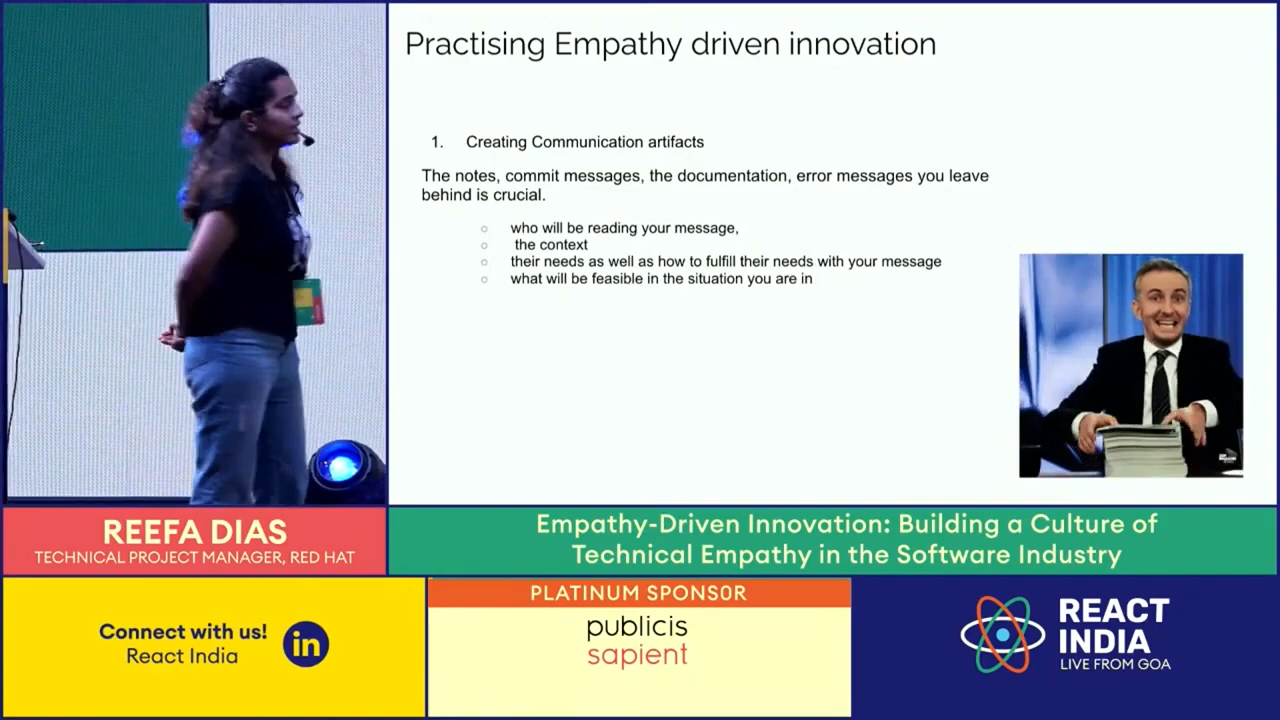 Practising Empathy driven innovation
1. Creating Communication artifacts
The notes, commit messages, the documentation, error messages you leave
behind is crucial.
who will be reading your message,
the context
their needs as well as how to fulfill their needs with your message
what will be feasible in the situation you are in
REEFA DIAS
TECHNICAL PROJECT MANAGER, RED HAT
Empathy-Driven Innovation: Building a Culture of
Technical Empathy in the Software Industry
Connect with us!
React India
in
PLATINUM SPONSOR
publicis
sapient
REACT
INDIA
LIVE FROM GOA